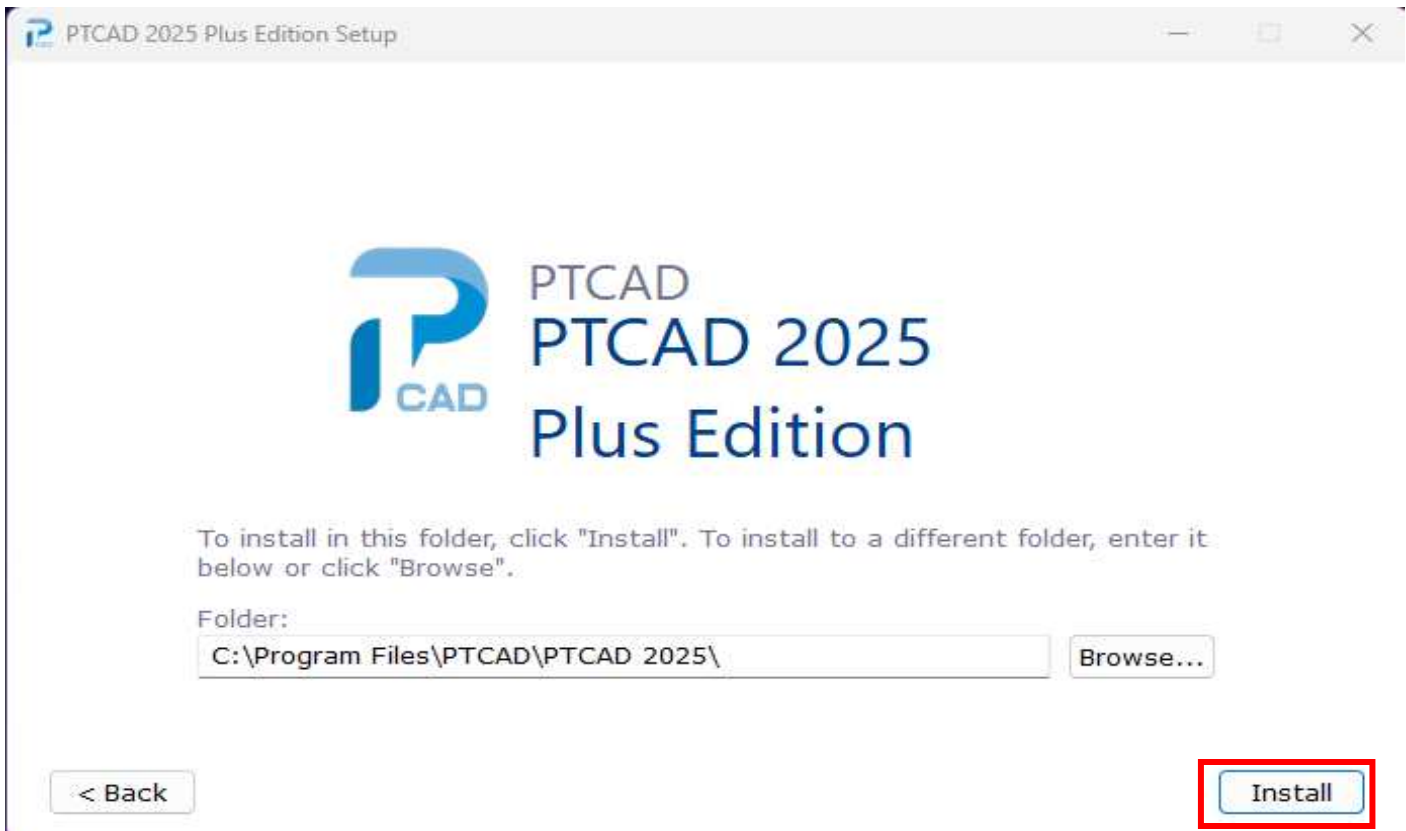 PTCAD 2025 Plus Edition Setup
CAD
PTCAD
PTCAD 2025
Plus Edition
To install in this folder, click "Install". To install to a different folder, enter it
below or click "Browse".
Folder:
C:\Program Files\PTCAD\PTCAD 2025\
Browse...
< Back
Install